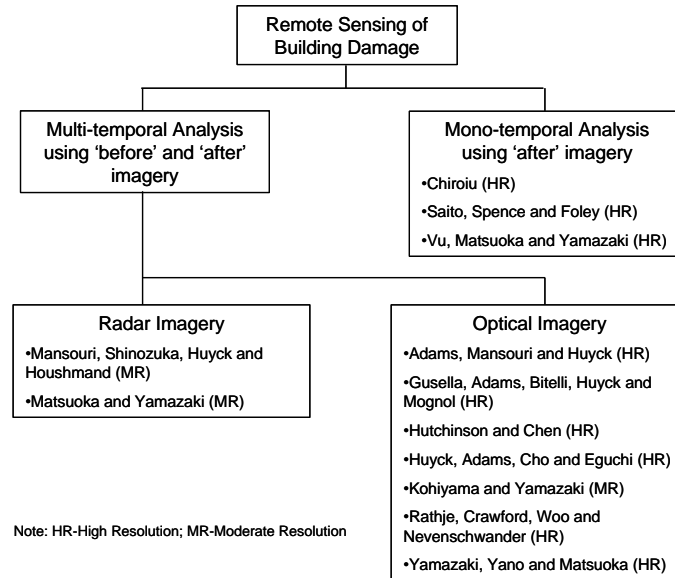 Remote Sensing of
Building Damage
Multi-temporal Analysis
using ‘before’ and ‘after’
imagery
Mono-temporal Analysis
using ‘after’ imagery
•Chiroiu (HR)
•Saito, Spence and Foley (HR)
•Vu, Matsuoka and Yamazaki (HR)
Radar Imagery
•Mansouri, Shinozuka, Huyck and
Houshmand (MR)
•Matsuoka and Yamazaki (MR)
Optical Imagery
•Adams, Mansouri and Huyck (HR)
•Gusella, Adams, Bitelli, Huyck and
Mognol (HR)
•Hutchinson and Chen (HR)
•Huyck, Adams, Cho and Eguchi (HR)
•Kohiyama and Yamazaki (MR)
•Rathje, Crawford, Woo and
Nevenschwander (HR)
•Yamazaki, Yano and Matsuoka (HR)
Note: HR-High Resolution; MR-Moderate Resolution